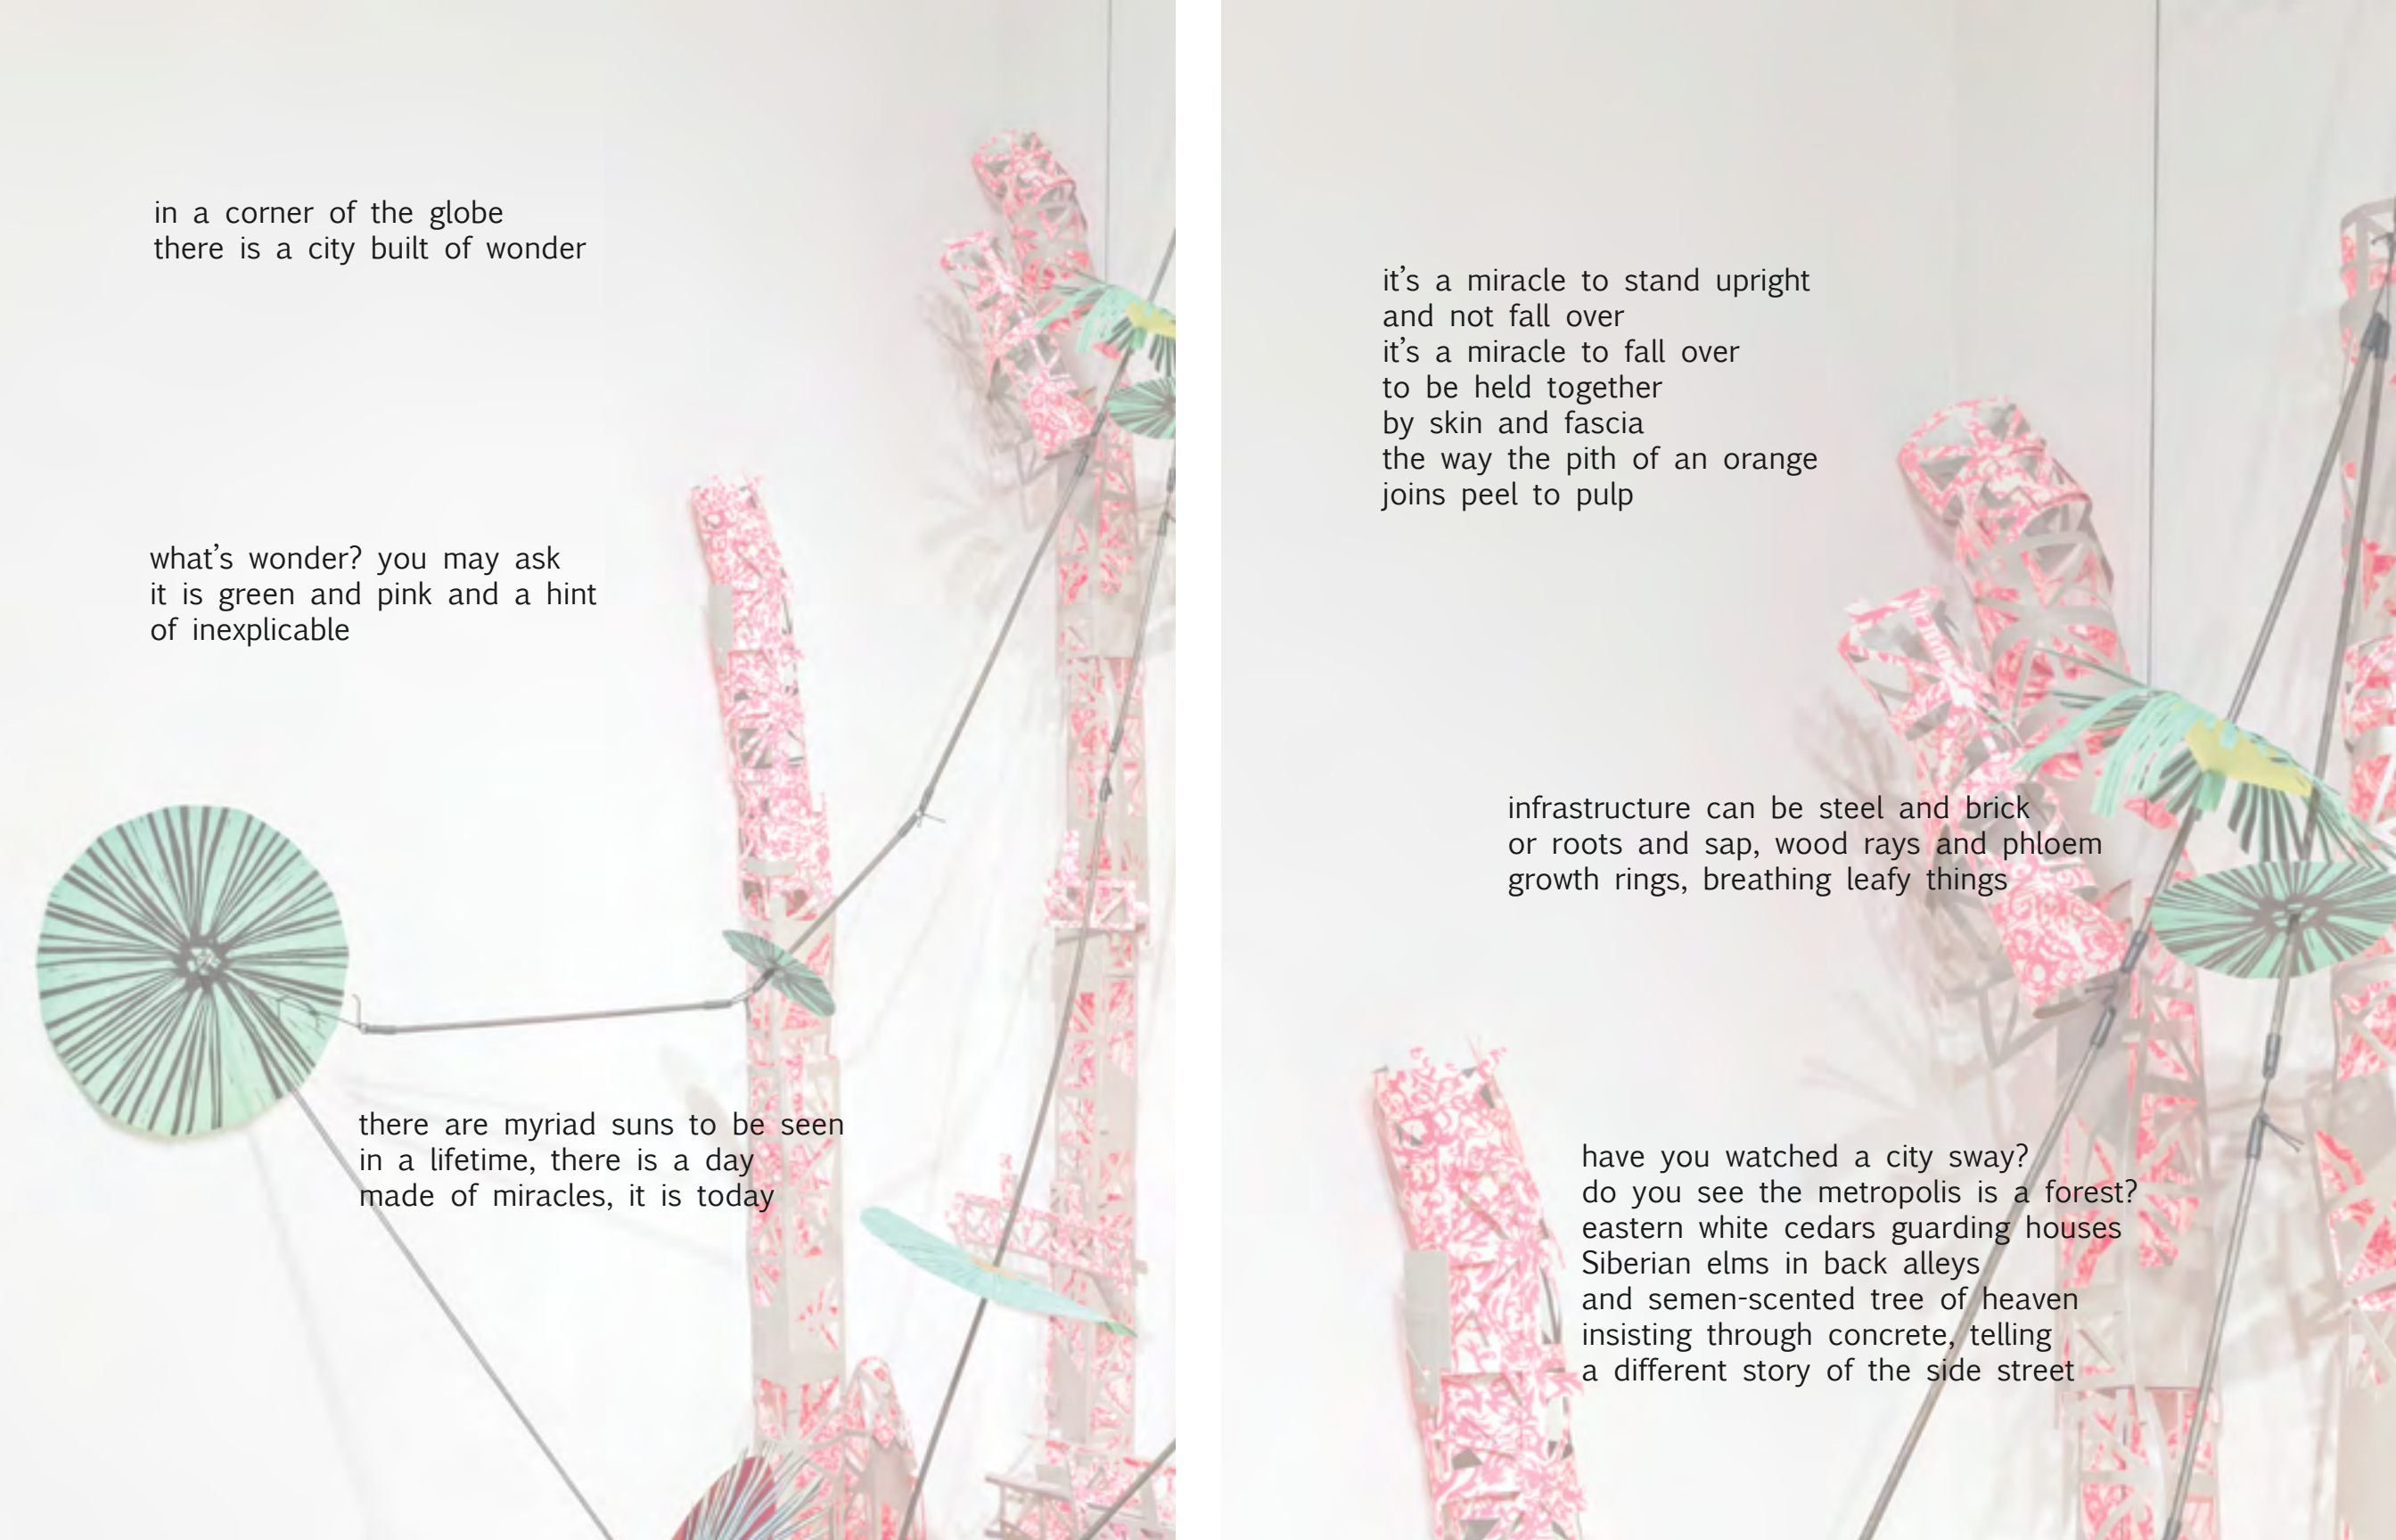 in a corner of the globe
there is a city built of wonder
what's wonder? you may ask
it is green and pink and a hint
of inexplicable
there are myriad suns to be seen
in a lifetime, there is a day
made of miracles, it is today
it's a miracle to stand upright
and not fall over
it's a miracle to fall over
to be held together
by skin and fascia
the way the pith of an orange
joins peel to pulp
infrastructure can be steel and brick
or roots and sap, wood rays and phloem
growth rings, breathing leafy things
have you watched a city sway?
do you see the metropolis is a forest?
eastern white cedars guarding houses
Siberian elms in back alleys
and semen-scented tree of heaven
insisting through concrete, telling
a different story of the side street